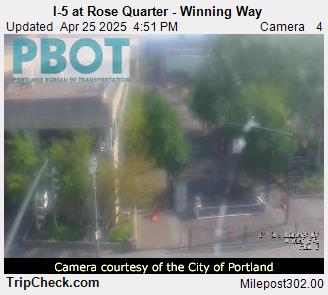 I-5 at Rose Quarter - Winning Way
Updated Apr 25 2025 4:51 PM Camera 4
PBOT
PORTLAND BUREAU OF TRANSPORTATION
Camera courtesy of the City of Portland
TripCheck.com Milepost302.00